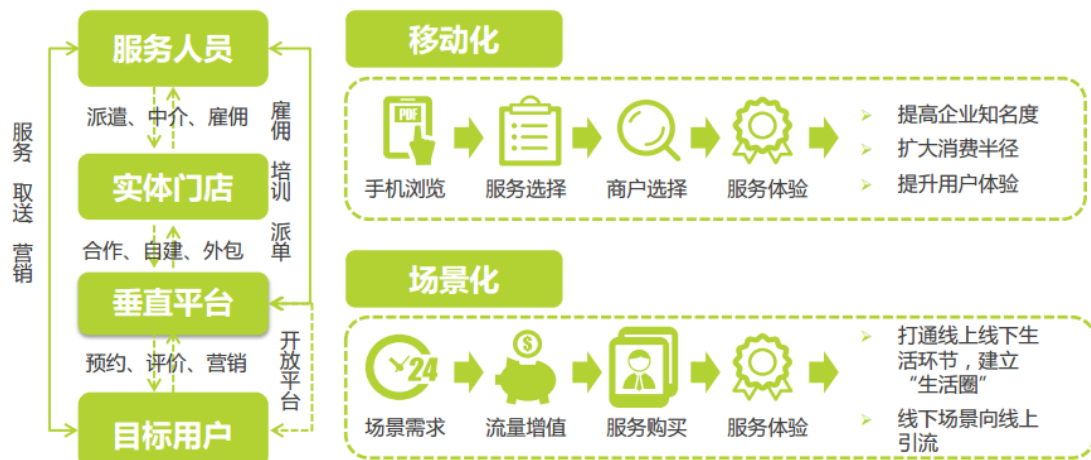 服务人员
派遣、中介、雇佣
实体门店
合作、自建、外包
垂直平台
预约、评价、营销
目标用户
服务 取送 营销
雇佣 培训 派单
开放平台
移动化
PDF
手机浏览
服务选择
商户选择
服务体验
提高企业知名度
扩大消费半径
提升用户体验
场景化
24
$
场景需求
流量增值
服务购买
服务体验
打通线上线下生
活环节，建立
“生活圈”
线下场景向线上
引流